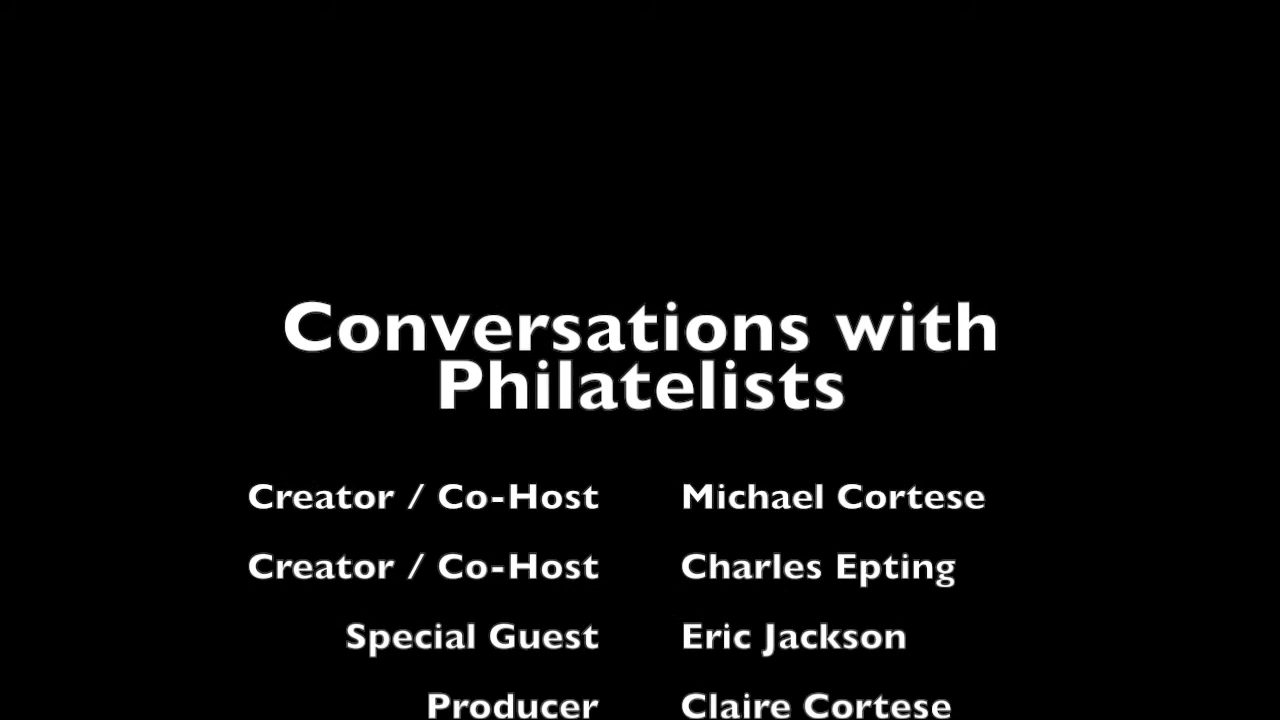 Conversations with
Philatelists
Creator / Co-Host Michael Cortese
Creator / Co-Host Charles Epting
Special Guest Eric Jackson
Producer Claire Cortese